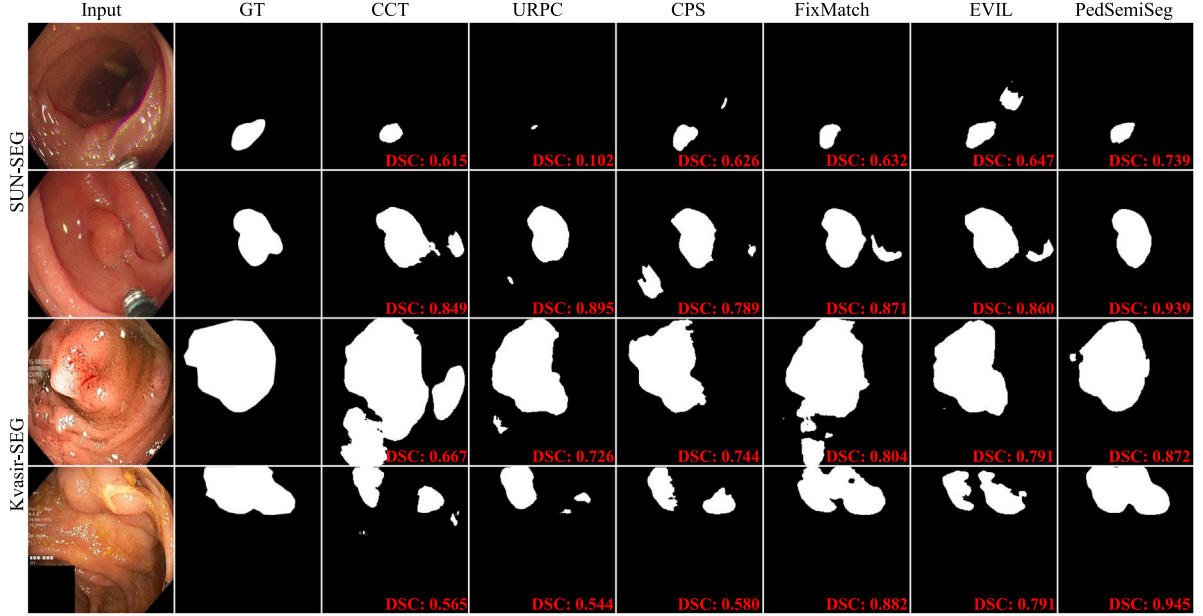 Input GT CCT URPC CPS FixMatch EVIL PedSemiSeg
SUN-SEG
DSC: 0.615 DSC: 0.102 DSC: 0.626 DSC: 0.632 DSC: 0.647 DSC: 0.739
DSC: 0.849 DSC: 0.895 DSC: 0.789 DSC: 0.871 DSC: 0.860 DSC: 0.939
Kvasir-SEG
DSC: 0.667 DSC: 0.726 DSC: 0.744 DSC: 0.804 DSC: 0.791 DSC: 0.872
DSC: 0.565 DSC: 0.544 DSC: 0.580 DSC: 0.882 DSC: 0.791 DSC: 0.945